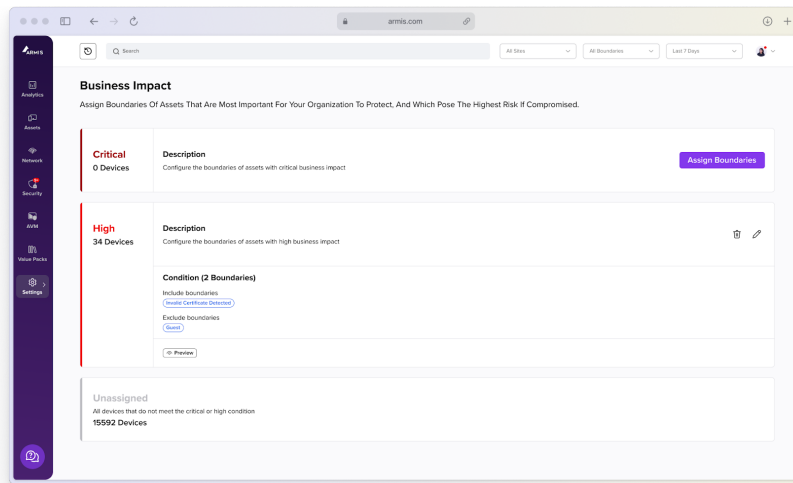 armis.com
ARMIS
Search
All Sites
All Boundaries
Last 7 Days
Analytics
Assets
Network
9+
Security
AVM
Value Packs
Settings
Business Impact
Assign Boundaries Of Assets That Are Most Important For Your Organization To Protect, And Which Pose The Highest Risk If Compromised.
Critical
0 Devices
Description
Configure the boundaries of assets with critical business impact
Assign Boundaries
High
34 Devices
Description
Configure the boundaries of assets with high business impact
Condition (2 Boundaries)
Include boundaries
Invalid Certificate Detected
Exclude boundaries
Guest
Preview
Unassigned
All devices that do not meet the critical or high condition
15592 Devices